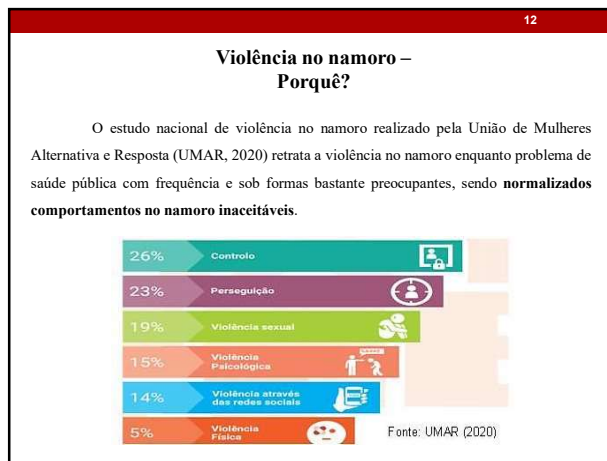 12
Violência no namoro –
Porquê?
O estudo nacional de violência no namoro realizado pela União de Mulheres
Alternativa e Resposta (UMAR, 2020) retrata a violência no namoro enquanto problema de
saúde pública com frequência e sob formas bastante preocupantes, sendo normalizados
comportamentos no namoro inaceitáveis.
26% Controlo
23% Perseguição
19% Violência sexual
15% Violência
Psicológica
14% Violência através
das redes sociais
5% Violência
Física
Fonte: UMAR (2020)